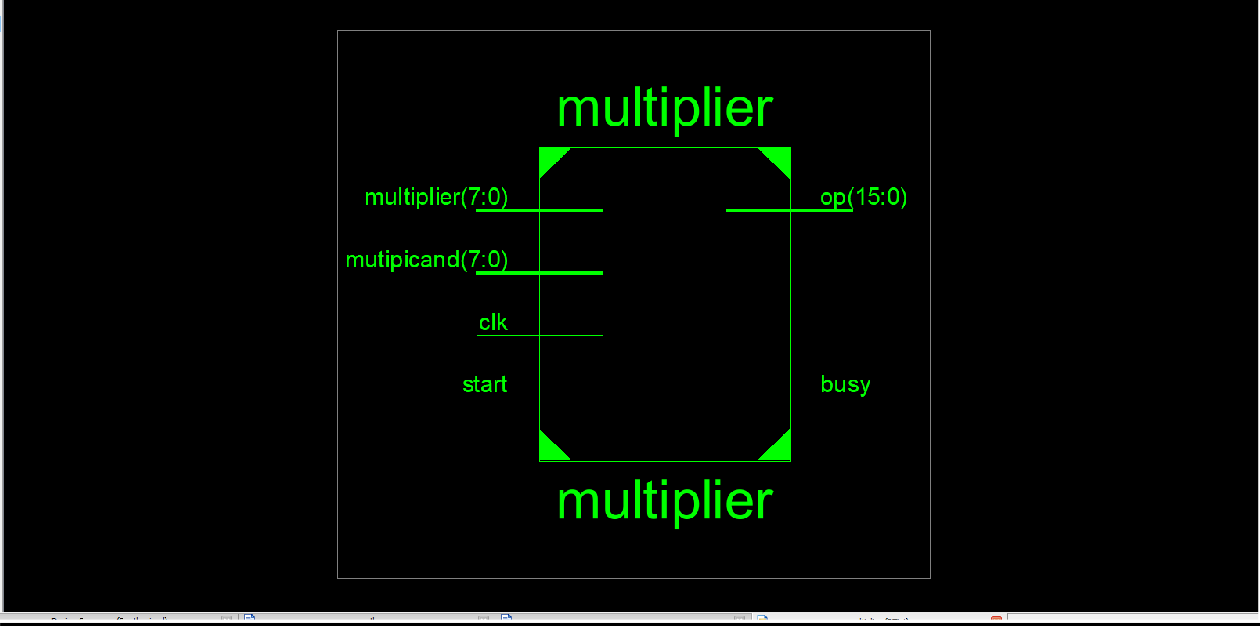 multiplier
multiplier(7:0)
op(15:0)
mutipicand(7:0)
clk
start
busy
multiplier